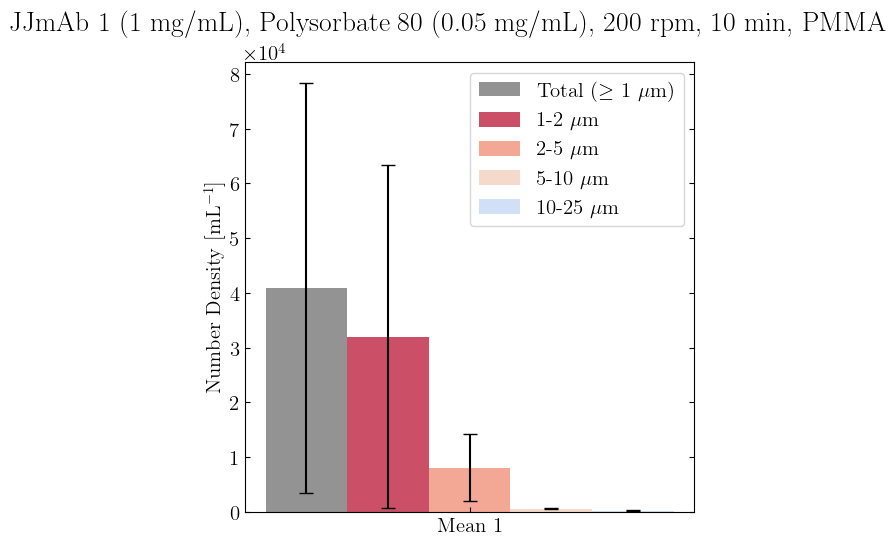 JJmAb 1 (1 mg/mL), Polysorbate 80 (0.05 mg/mL), 200 rpm, 10 min, PMMA
×10⁴
8
7
6
5
4
3
2
1
0
Number Density [mL⁻¹]
Total (≥ 1 μm)
1-2 μm
2-5 μm
5-10 μm
10-25 μm
Mean 1